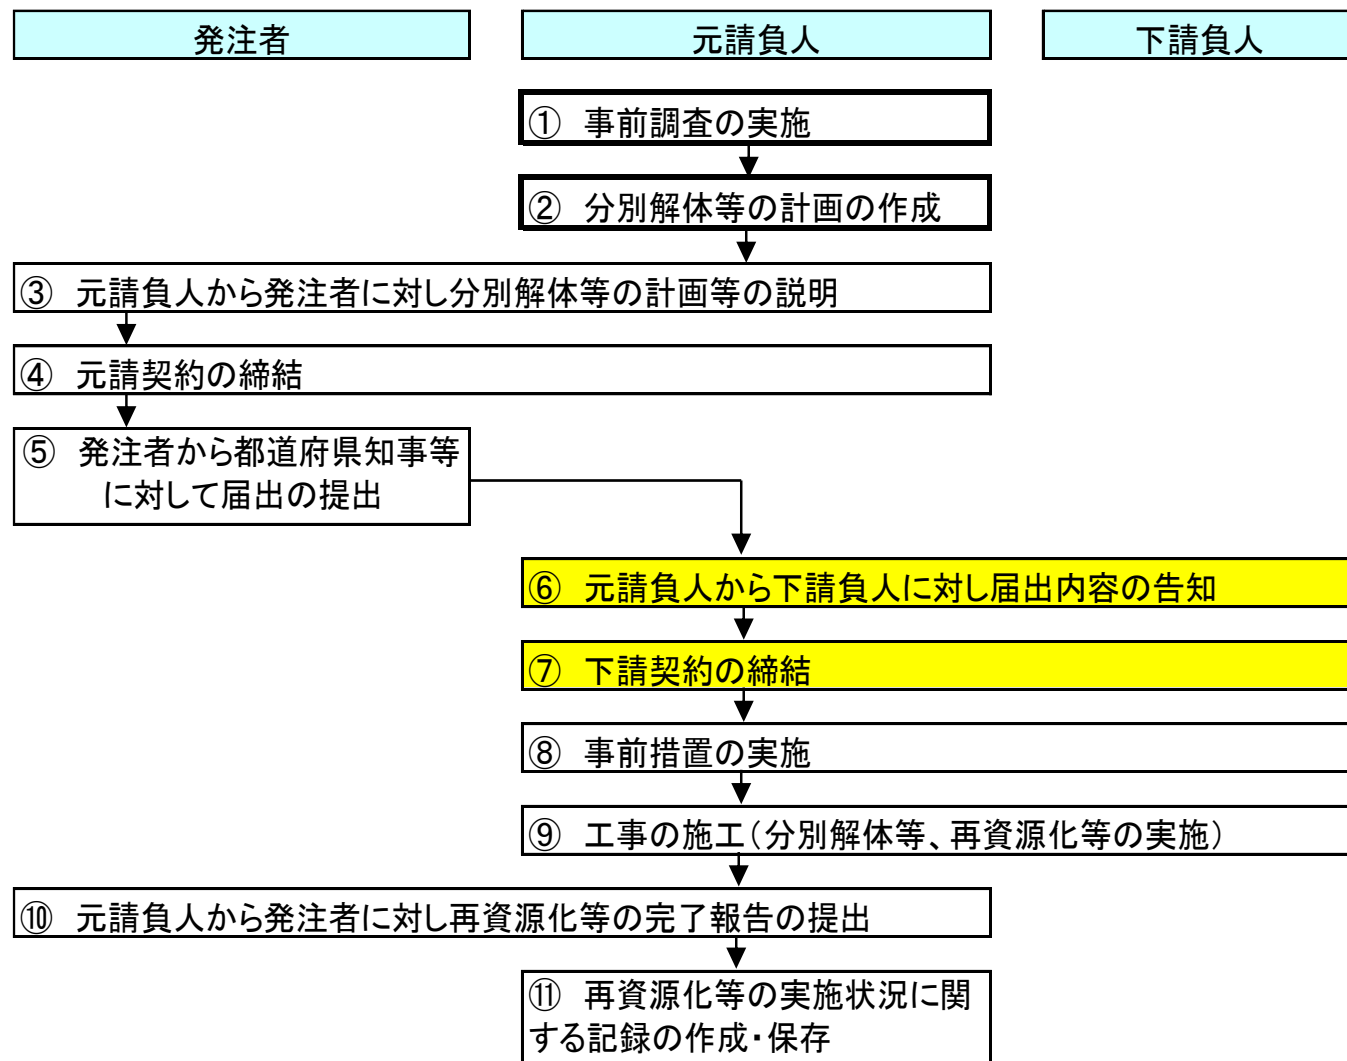 発注者
元請負人
下請負人
① 事前調査の実施
② 分別解体等の計画の作成
③ 元請負人から発注者に対し分別解体等の計画等の説明
④ 元請契約の締結
⑤ 発注者から都道府県知事等
に対して届出の提出
⑥ 元請負人から下請負人に対し届出内容の告知
⑦ 下請契約の締結
⑧ 事前措置の実施
⑨ 工事の施工（分別解体等、再資源化等の実施）
⑩ 元請負人から発注者に対し再資源化等の完了報告の提出
⑪ 再資源化等の実施状況に関
する記録の作成・保存